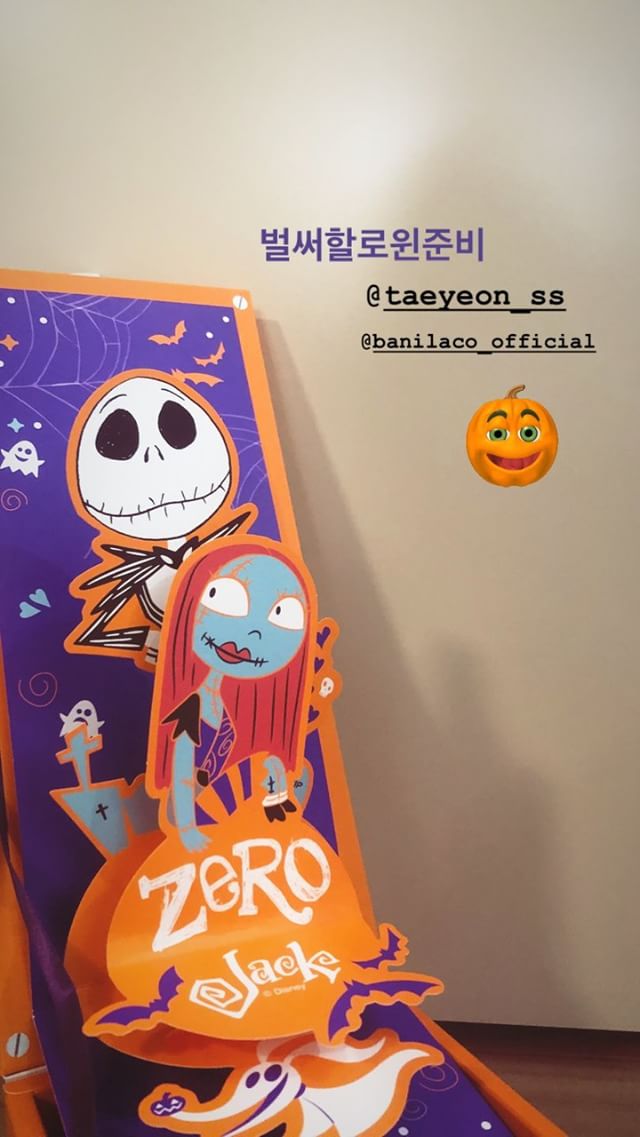 벌써할로윈준비
@taeyeon_ss
@banilaco_official
ZeRO
Jack
© Disney